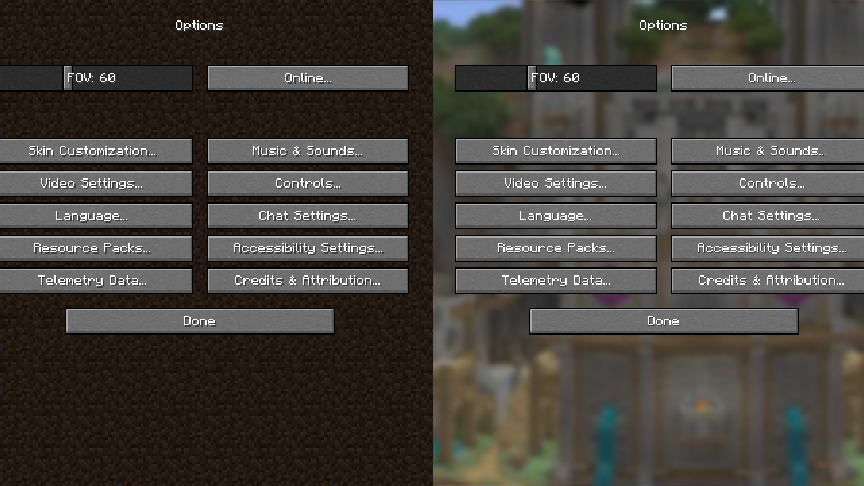 Options
FOV: 60
Online...
Skin Customization...
Music & Sounds...
Video Settings...
Controls...
Language...
Chat Settings...
Resource Packs...
Accessibility Settings...
Telemetry Data...
Credits & Attribution...
Done
Options
FOV: 60
Online...
Skin Customization...
Music & Sounds...
Video Settings...
Controls...
Language...
Chat Settings...
Resource Packs...
Accessibility Settings...
Telemetry Data...
Credits & Attribution...
Done